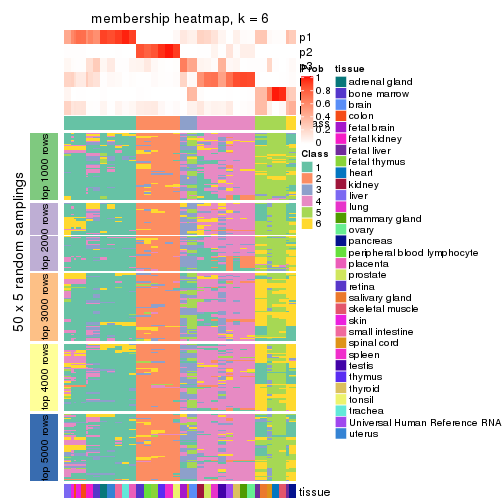 membership heatmap, k = 6
p1
p2
Prob
1
0.8
0.6
0.4
0.2
0
Class
1
2
3
4
5
6
tissue
adrenal gland
bone marrow
brain
colon
fetal brain
fetal kidney
fetal liver
fetal thymus
heart
kidney
liver
lung
mammary gland
ovary
pancreas
peripheral blood lymphocyte
placenta
prostate
retina
salivary gland
skeletal muscle
skin
small intestine
spinal cord
spleen
testis
thymus
thyroid
tonsil
trachea
Universal Human Reference RNA
uterus
50 x 5 random samplings
top 1000 rows
top 2000 rows
top 3000 rows
top 4000 rows
top 5000 rows
tissue